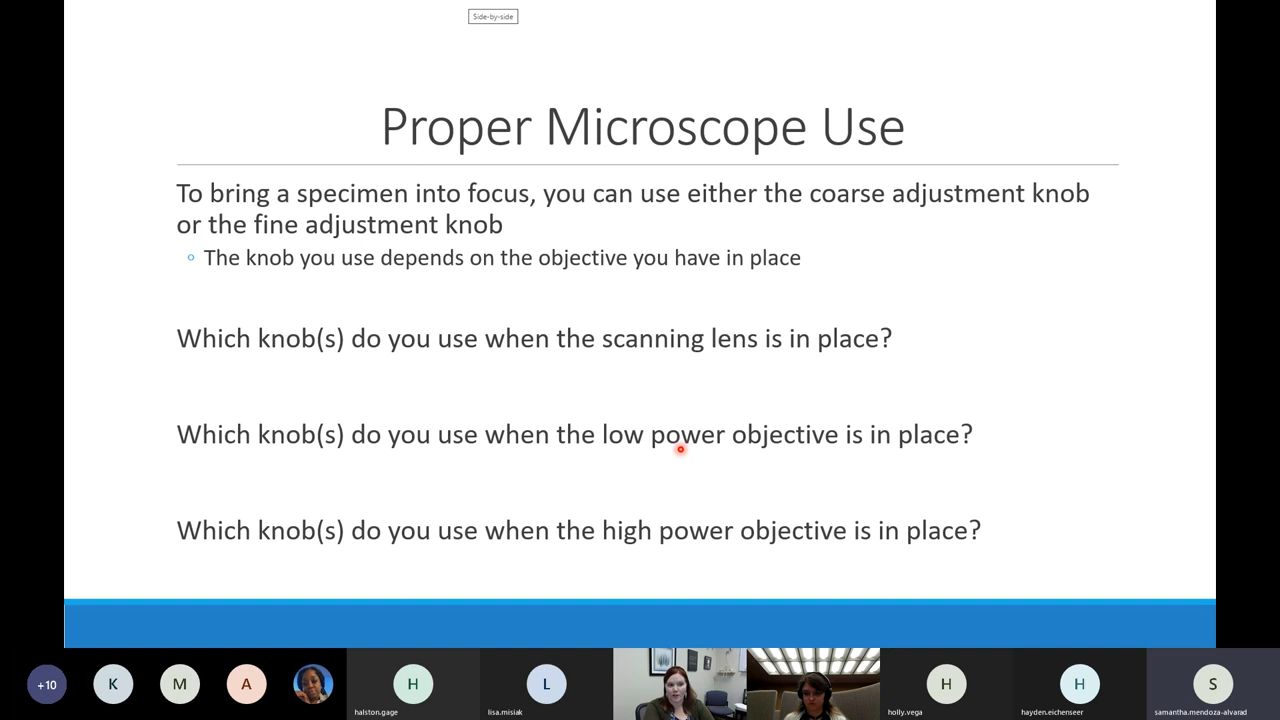 Side-by-side
Proper Microscope Use
To bring a specimen into focus, you can use either the coarse adjustment knob
or the fine adjustment knob
The knob you use depends on the objective you have in place
Which knob(s) do you use when the scanning lens is in place?
Which knob(s) do you use when the low power objective is in place?
Which knob(s) do you use when the high power objective is in place?
+10
K
M
A
H
L
H
H
S
halston.gage
lisa.misiak
holly.vega
hayden.eichenseer
samantha.mendoza-alvarad